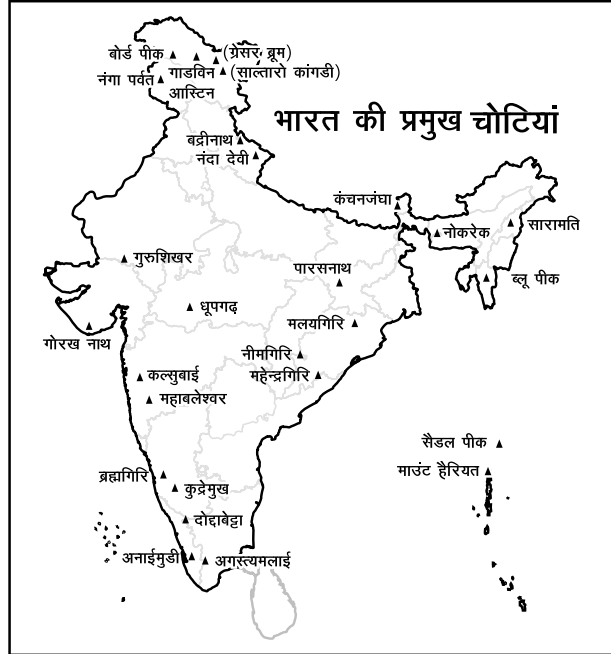 बोर्ड पीक
(ग्रेसर ब्रूम)
नंगा पर्वत
गाडविन
आस्टिन
(साल्तारो कांगडी)
भारत की प्रमुख चोटियां
बद्रीनाथ
नंदा देवी
कंचनजंघा
नोकरेक
सारामति
गुरुशिखर
पारसनाथ
ब्लू पीक
धूपगढ़
मलयगिरि
गोरख नाथ
नीमगिरि
महेन्द्रगिरि
कल्सुबाई
महाबलेश्वर
सैडल पीक
माउंट हैरियत
ब्रह्मगिरि
कुद्रेमुख
दोद्दाबेट्टा
अनाईमुडी
अगस्त्यमलाई